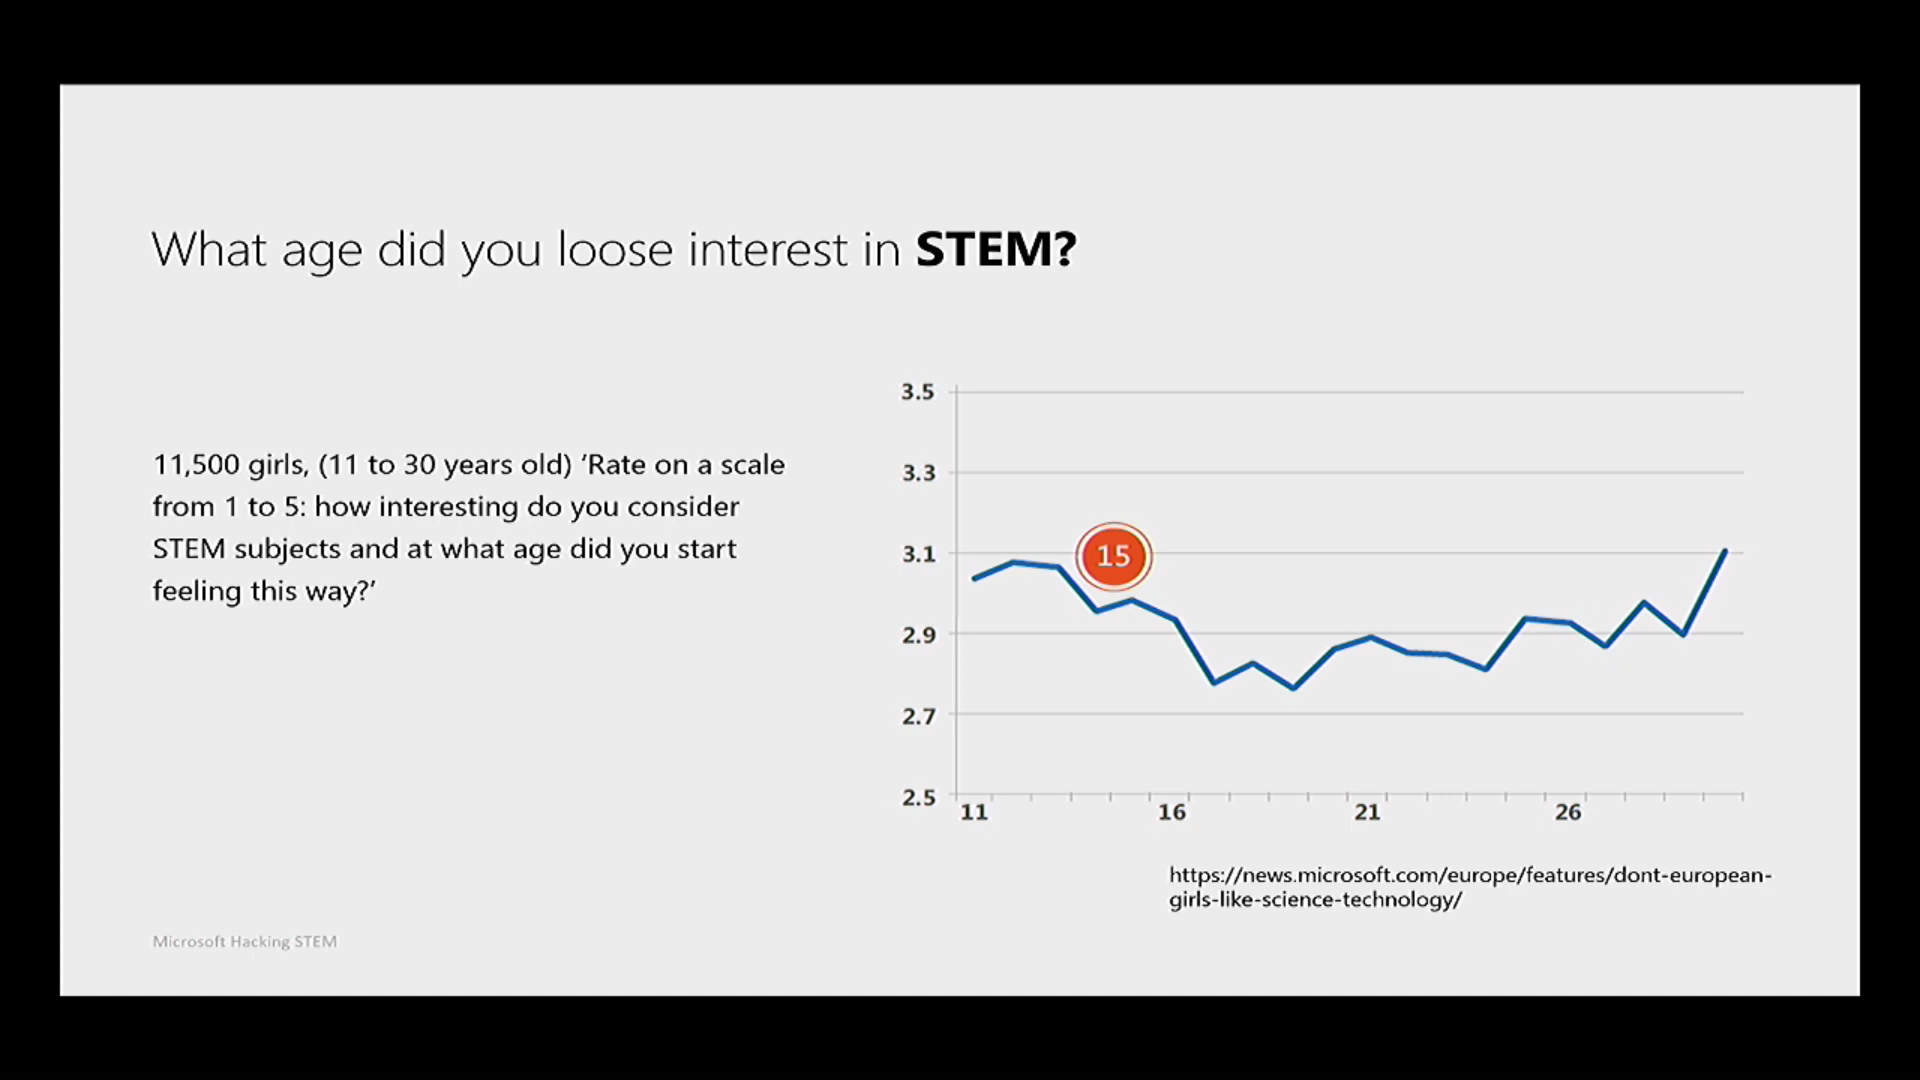 What age did you loose interest in STEM?
11,500 girls, (11 to 30 years old) ‘Rate on a scale
from 1 to 5: how interesting do you consider
STEM subjects and at what age did you start
feeling this way?’
3.5
3.3
3.1
2.9
2.7
2.5
15
11 16 21 26
https://news.microsoft.com/europe/features/dont-european-
girls-like-science-technology/
Microsoft Hacking STEM